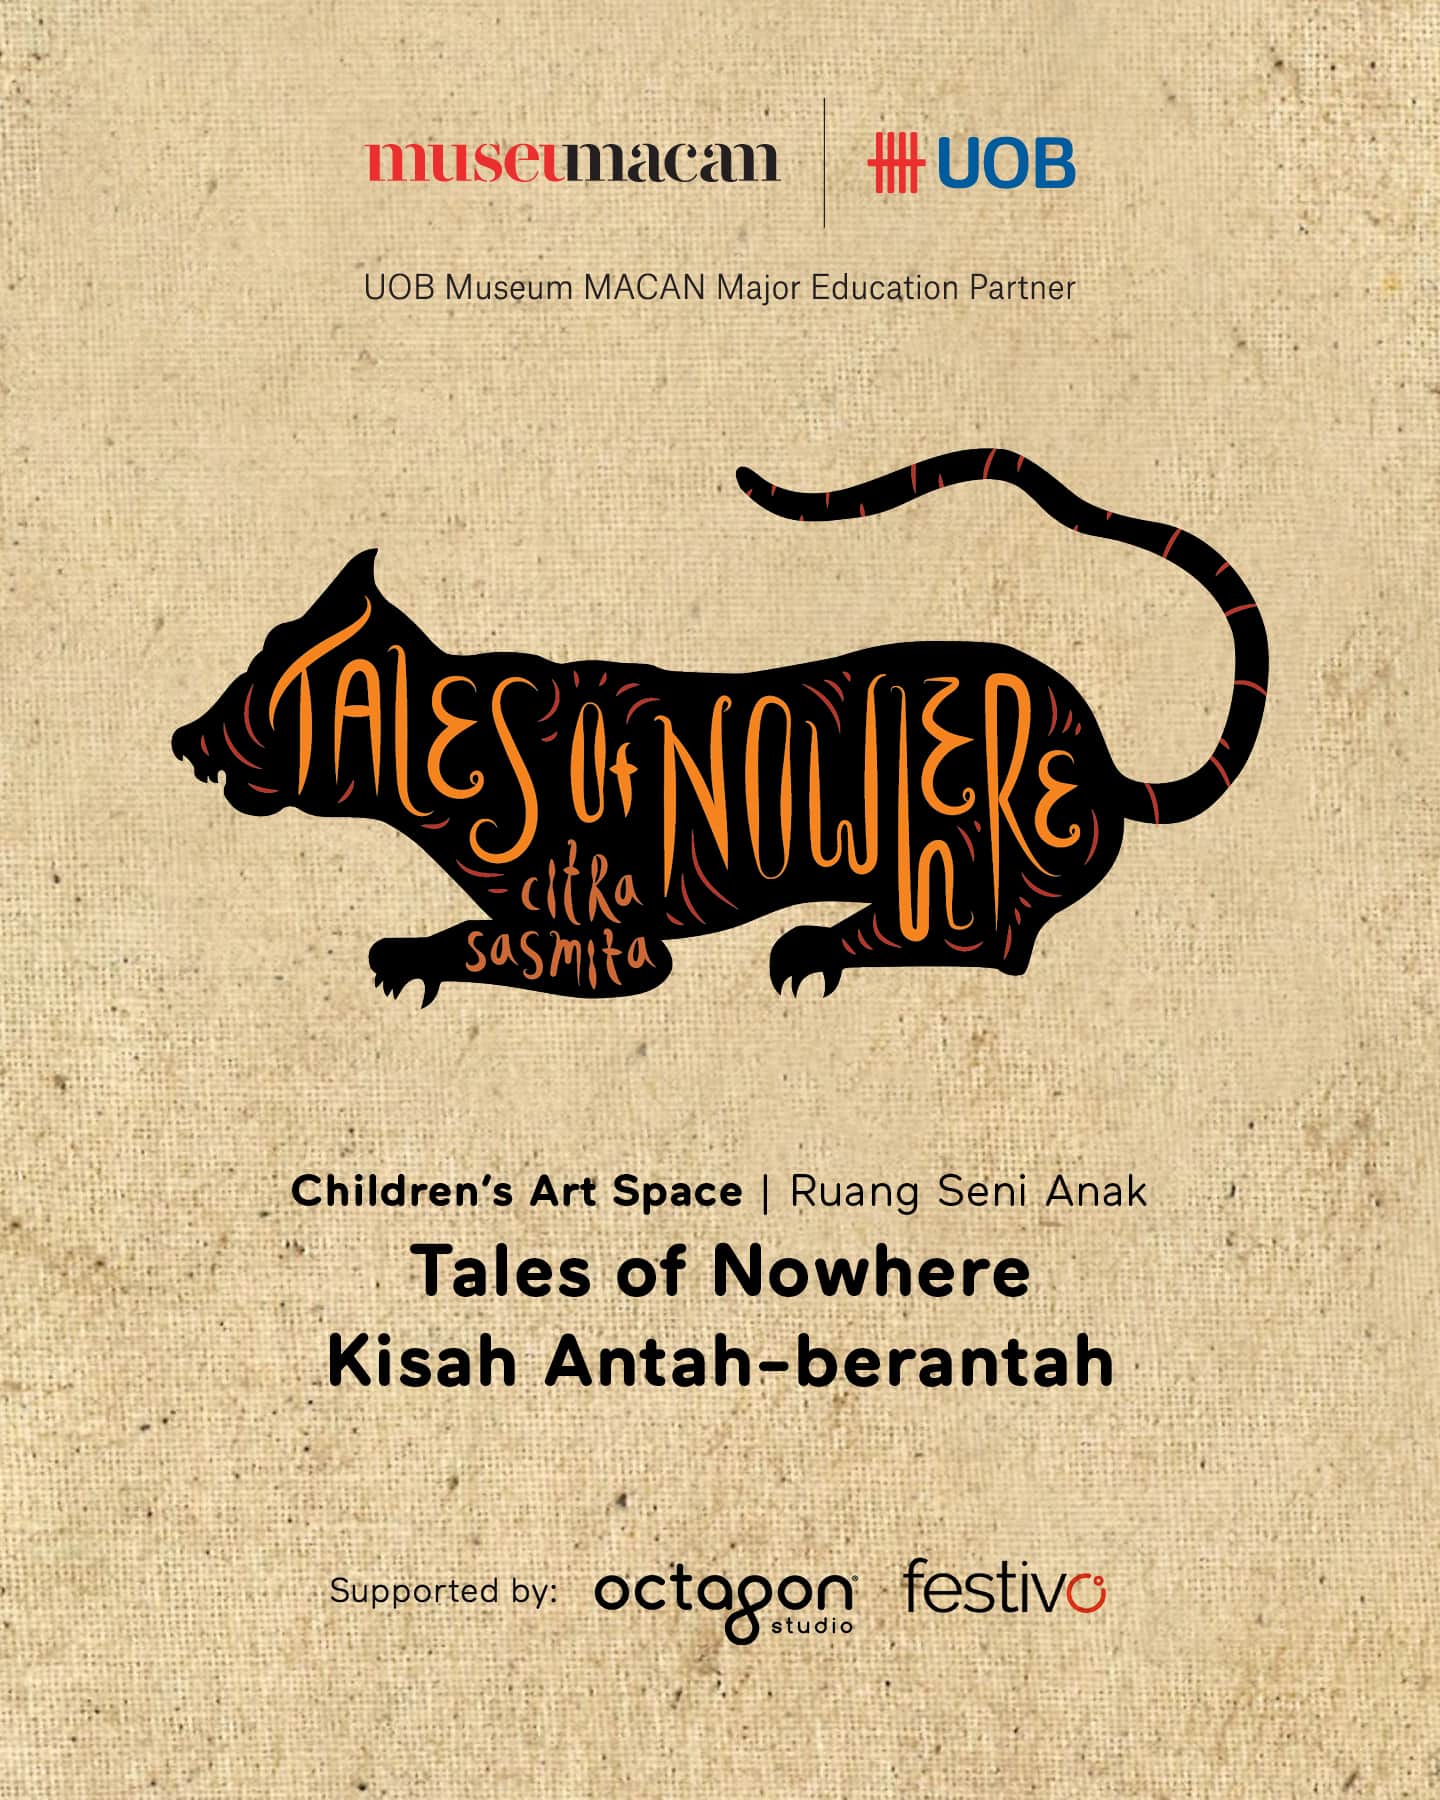 museumacan | UOB
UOB Museum MACAN Major Education Partner
TALES Of NOWHERE
citRa
sasmita
Children's Art Space | Ruang Seni Anak
Tales of Nowhere
Kisah Antah-berantah
Supported by: octagon studio festivo